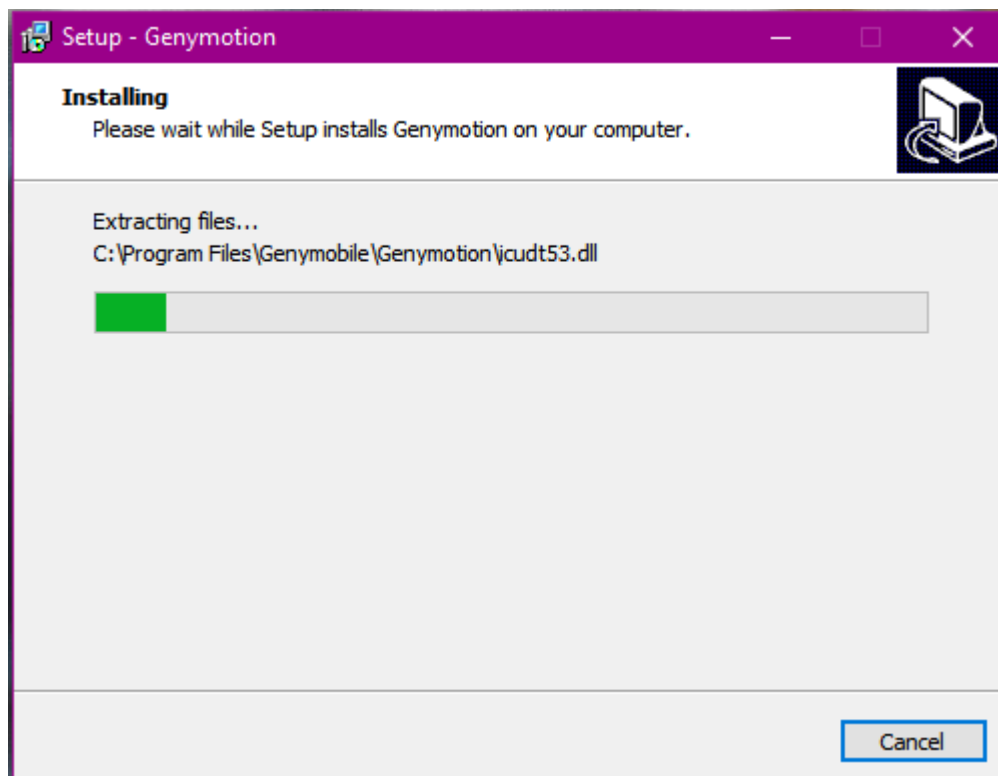 Setup - Genymotion
Installing
Please wait while Setup installs Genymotion on your computer.
Extracting files...
C:\Program Files\Genymobile\Genymotion\icudt53.dll
Cancel